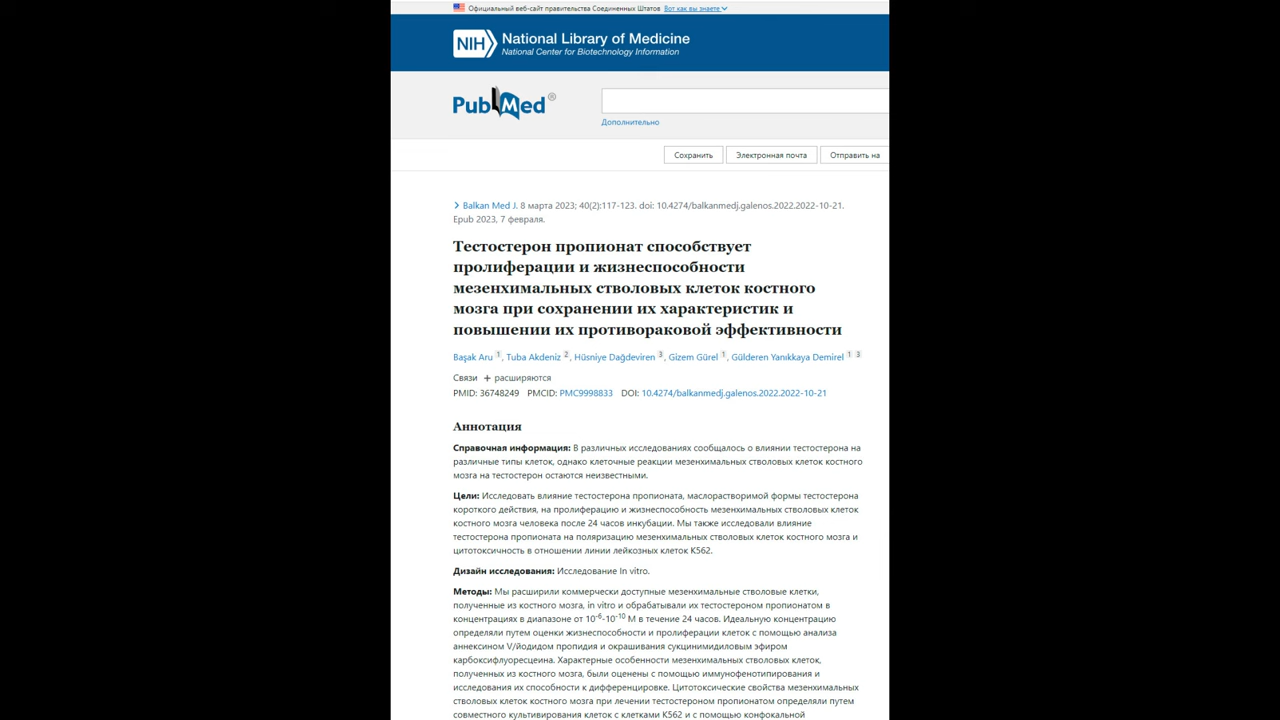 Официальный веб-сайт правительства Соединенных Штатов Вот как вы знаете
NIH National Library of Medicine
National Center for Biotechnology Information
PubMed®
Дополнительно
Сохранить Электронная почта Отправить на
Balkan Med J. 8 марта 2023; 40(2):117-123. doi: 10.4274/balkanmedj.galenos.2022.2022-10-21.
Epub 2023, 7 февраля.
Тестостерон пропионат способствует
пролиферации и жизнеспособности
мезенхимальных стволовых клеток костного
мозга при сохранении их характеристик и
повышении их противораковой эффективности
Başak Aru 1, Tuba Akdeniz 2, Hüsniye Dağdeviren 3, Gizem Gürel 1, Gülderen Yanıkkaya Demirel 1 3
Связи + расширяются
PMID: 36748249 PMCID: PMC9998833 DOI: 10.4274/balkanmedj.galenos.2022.2022-10-21
Аннотация
Справочная информация: В различных исследованиях сообщалось о влиянии тестостерона на
различные типы клеток, однако клеточные реакции мезенхимальных стволовых клеток костного
мозга на тестостерон остаются неизвестными.
Цели: Исследовать влияние тестостерона пропионата, маслорастворимой формы тестостерона
короткого действия, на пролиферацию и жизнеспособность мезенхимальных стволовых клеток
костного мозга человека после 24 часов инкубации. Мы также исследовали влияние
тестостерона пропионата на поляризацию мезенхимальных стволовых клеток костного мозга и
цитотоксичность в отношении линии лейкозных клеток K562.
Дизайн исследования: Исследование In vitro.
Методы: Мы расширили коммерчески доступные мезенхимальные стволовые клетки,
полученные из костного мозга, in vitro и обрабатывали их тестостероном пропионатом в
концентрациях в диапазоне от 10-6-10-10 М в течение 24 часов. Идеальную концентрацию
определяли путем оценки жизнеспособности и пролиферации клеток с помощью анализа
аннексином V/йодидом пропидия и окрашивания сукцинимидиловым эфиром
карбоксифлуоресцеина. Характерные особенности мезенхимальных стволовых клеток,
полученных из костного мозга, были оценены с помощью иммунофенотипирования и
исследования их способности к дифференцировке. Цитотоксические свойства мезенхимальных
стволовых клеток костного мозга при лечении тестостероном пропионатом определяли путем
совместного культивирования клеток с клетками K562 и с помощью конфокальной